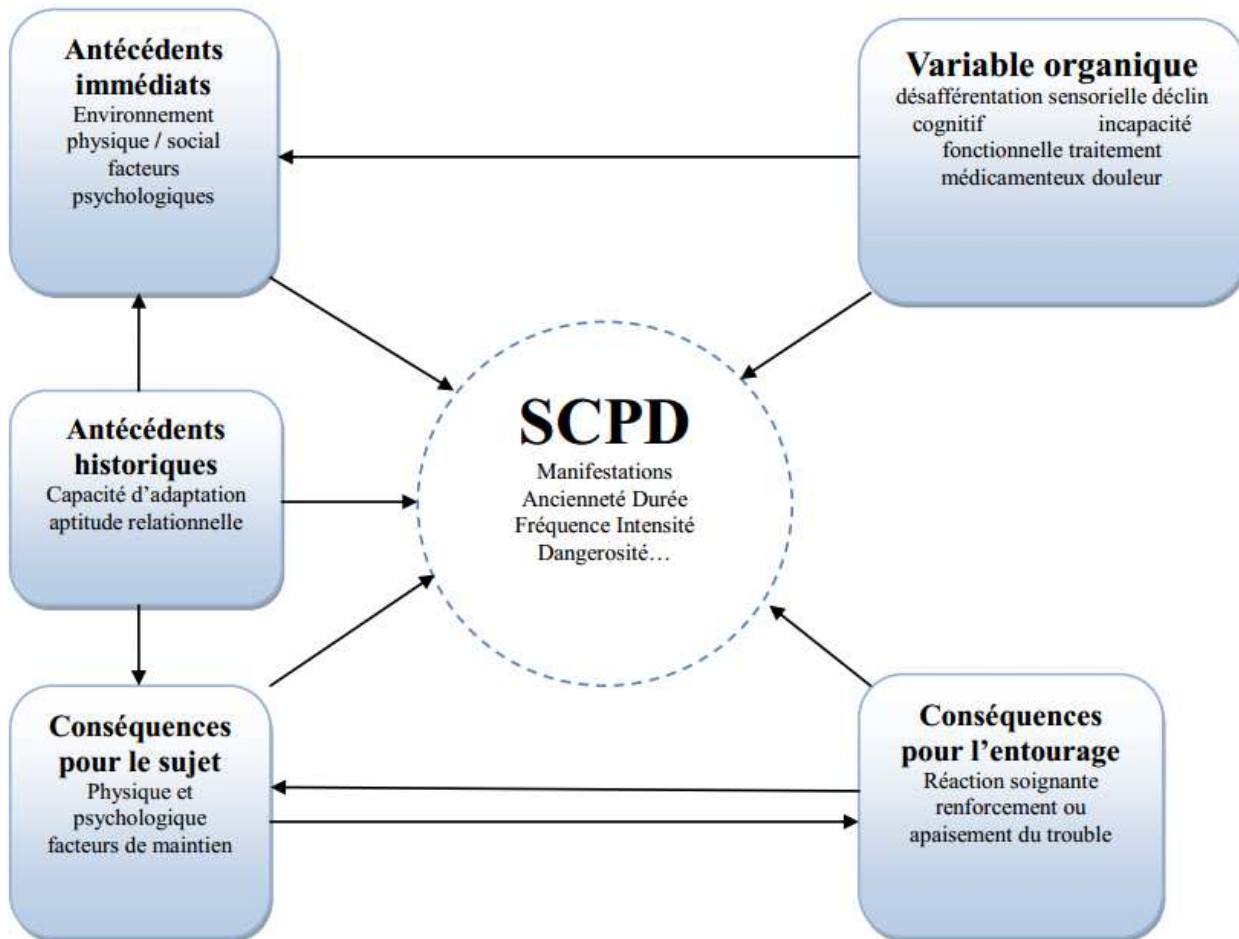 Antécédents
immédiats
Environnement
physique / social
facteurs
psychologiques
Variable organique
désafférentation sensorielle déclin
cognitif incapacité
fonctionnelle traitement
médicamenteux douleur
SCPD
Manifestations
Ancienneté Durée
Fréquence Intensité
Dangerosité…
Antécédents
historiques
Capacité d’adaptation
aptitude relationnelle
Conséquences
pour le sujet
Physique et
psychologique
facteurs de maintien
Conséquences
pour l’entourage
Réaction soignante
renforcement ou
apaisement du trouble